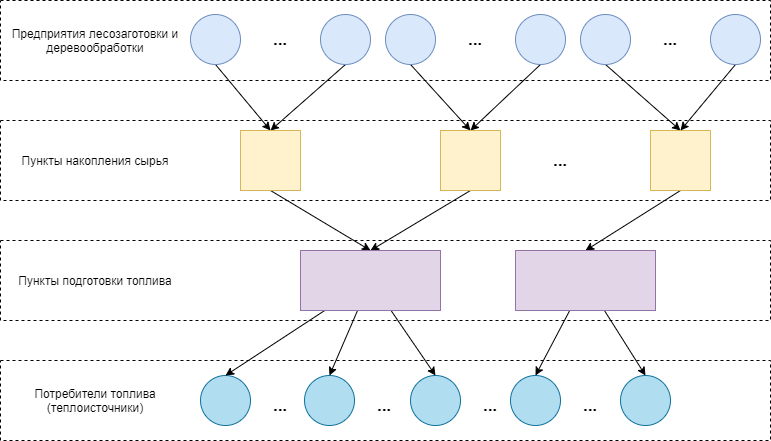 Предприятия лесозаготовки и
деревообработки
... ... ...
Пункты накопления сырья
...
Пункты подготовки топлива
Потребители топлива
(теплоисточники)
... ... ... ...